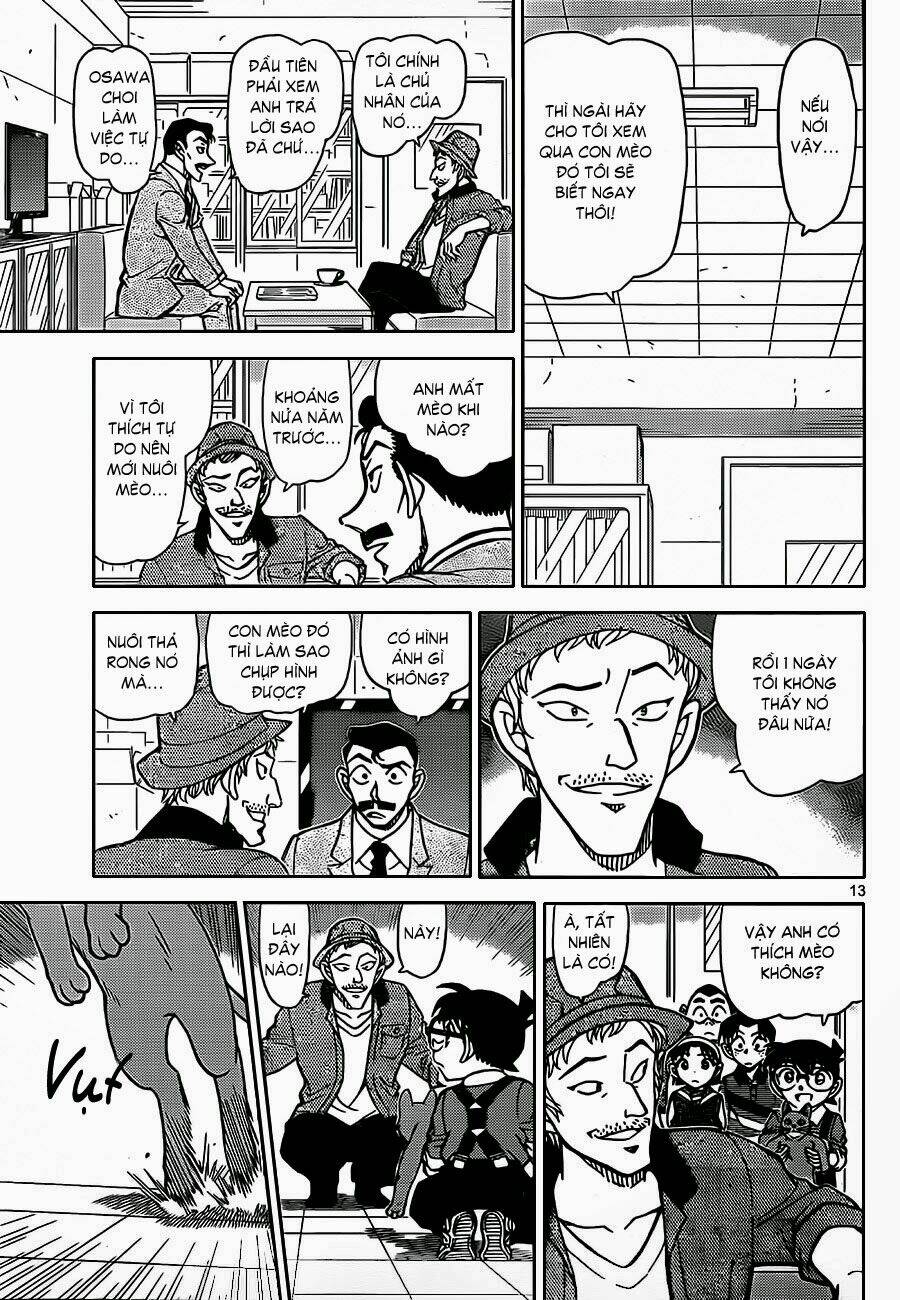 NẾU
NÓI
VẬY...
THÌ NGÀI HÃY
CHO TÔI XEM
QUA CON MÈO
ĐÓ TÔI SẼ
BIẾT NGAY
THÔI!
TÔI CHÍNH
LÀ CHỦ
NHÂN CỦA
NÓ...
ĐẦU TIÊN
PHẢI XEM
ANH TRẢ
LỜI SAO
ĐÃ CHỨ...
OSAWA
CHOI
LÀM
VIỆC TỰ
DO...
ANH MẤT
MÈO KHI
NÀO?
KHOẢNG
NỬA NĂM
TRƯỚC...
VÌ TÔI
THÍCH TỰ
DO NÊN
MỚI NUÔI
MÈO...
RỒI 1 NGÀY
TÔI KHÔNG
THẤY NÓ
ĐÂU NỮA!
CÓ HÌNH
ẢNH GÌ
KHÔNG?
CON MÈO ĐÓ
THÌ LÀM SAO
CHỤP HÌNH
ĐƯỢC?
NUÔI THẢ
RONG NÓ
MÀ...
13
VẬY ANH CÓ
THÍCH MÈO
KHÔNG?
À, TẤT
NHIÊN
LÀ CÓ!
NÀY!
LẠI
ĐÂY
NÀO!
Vụt